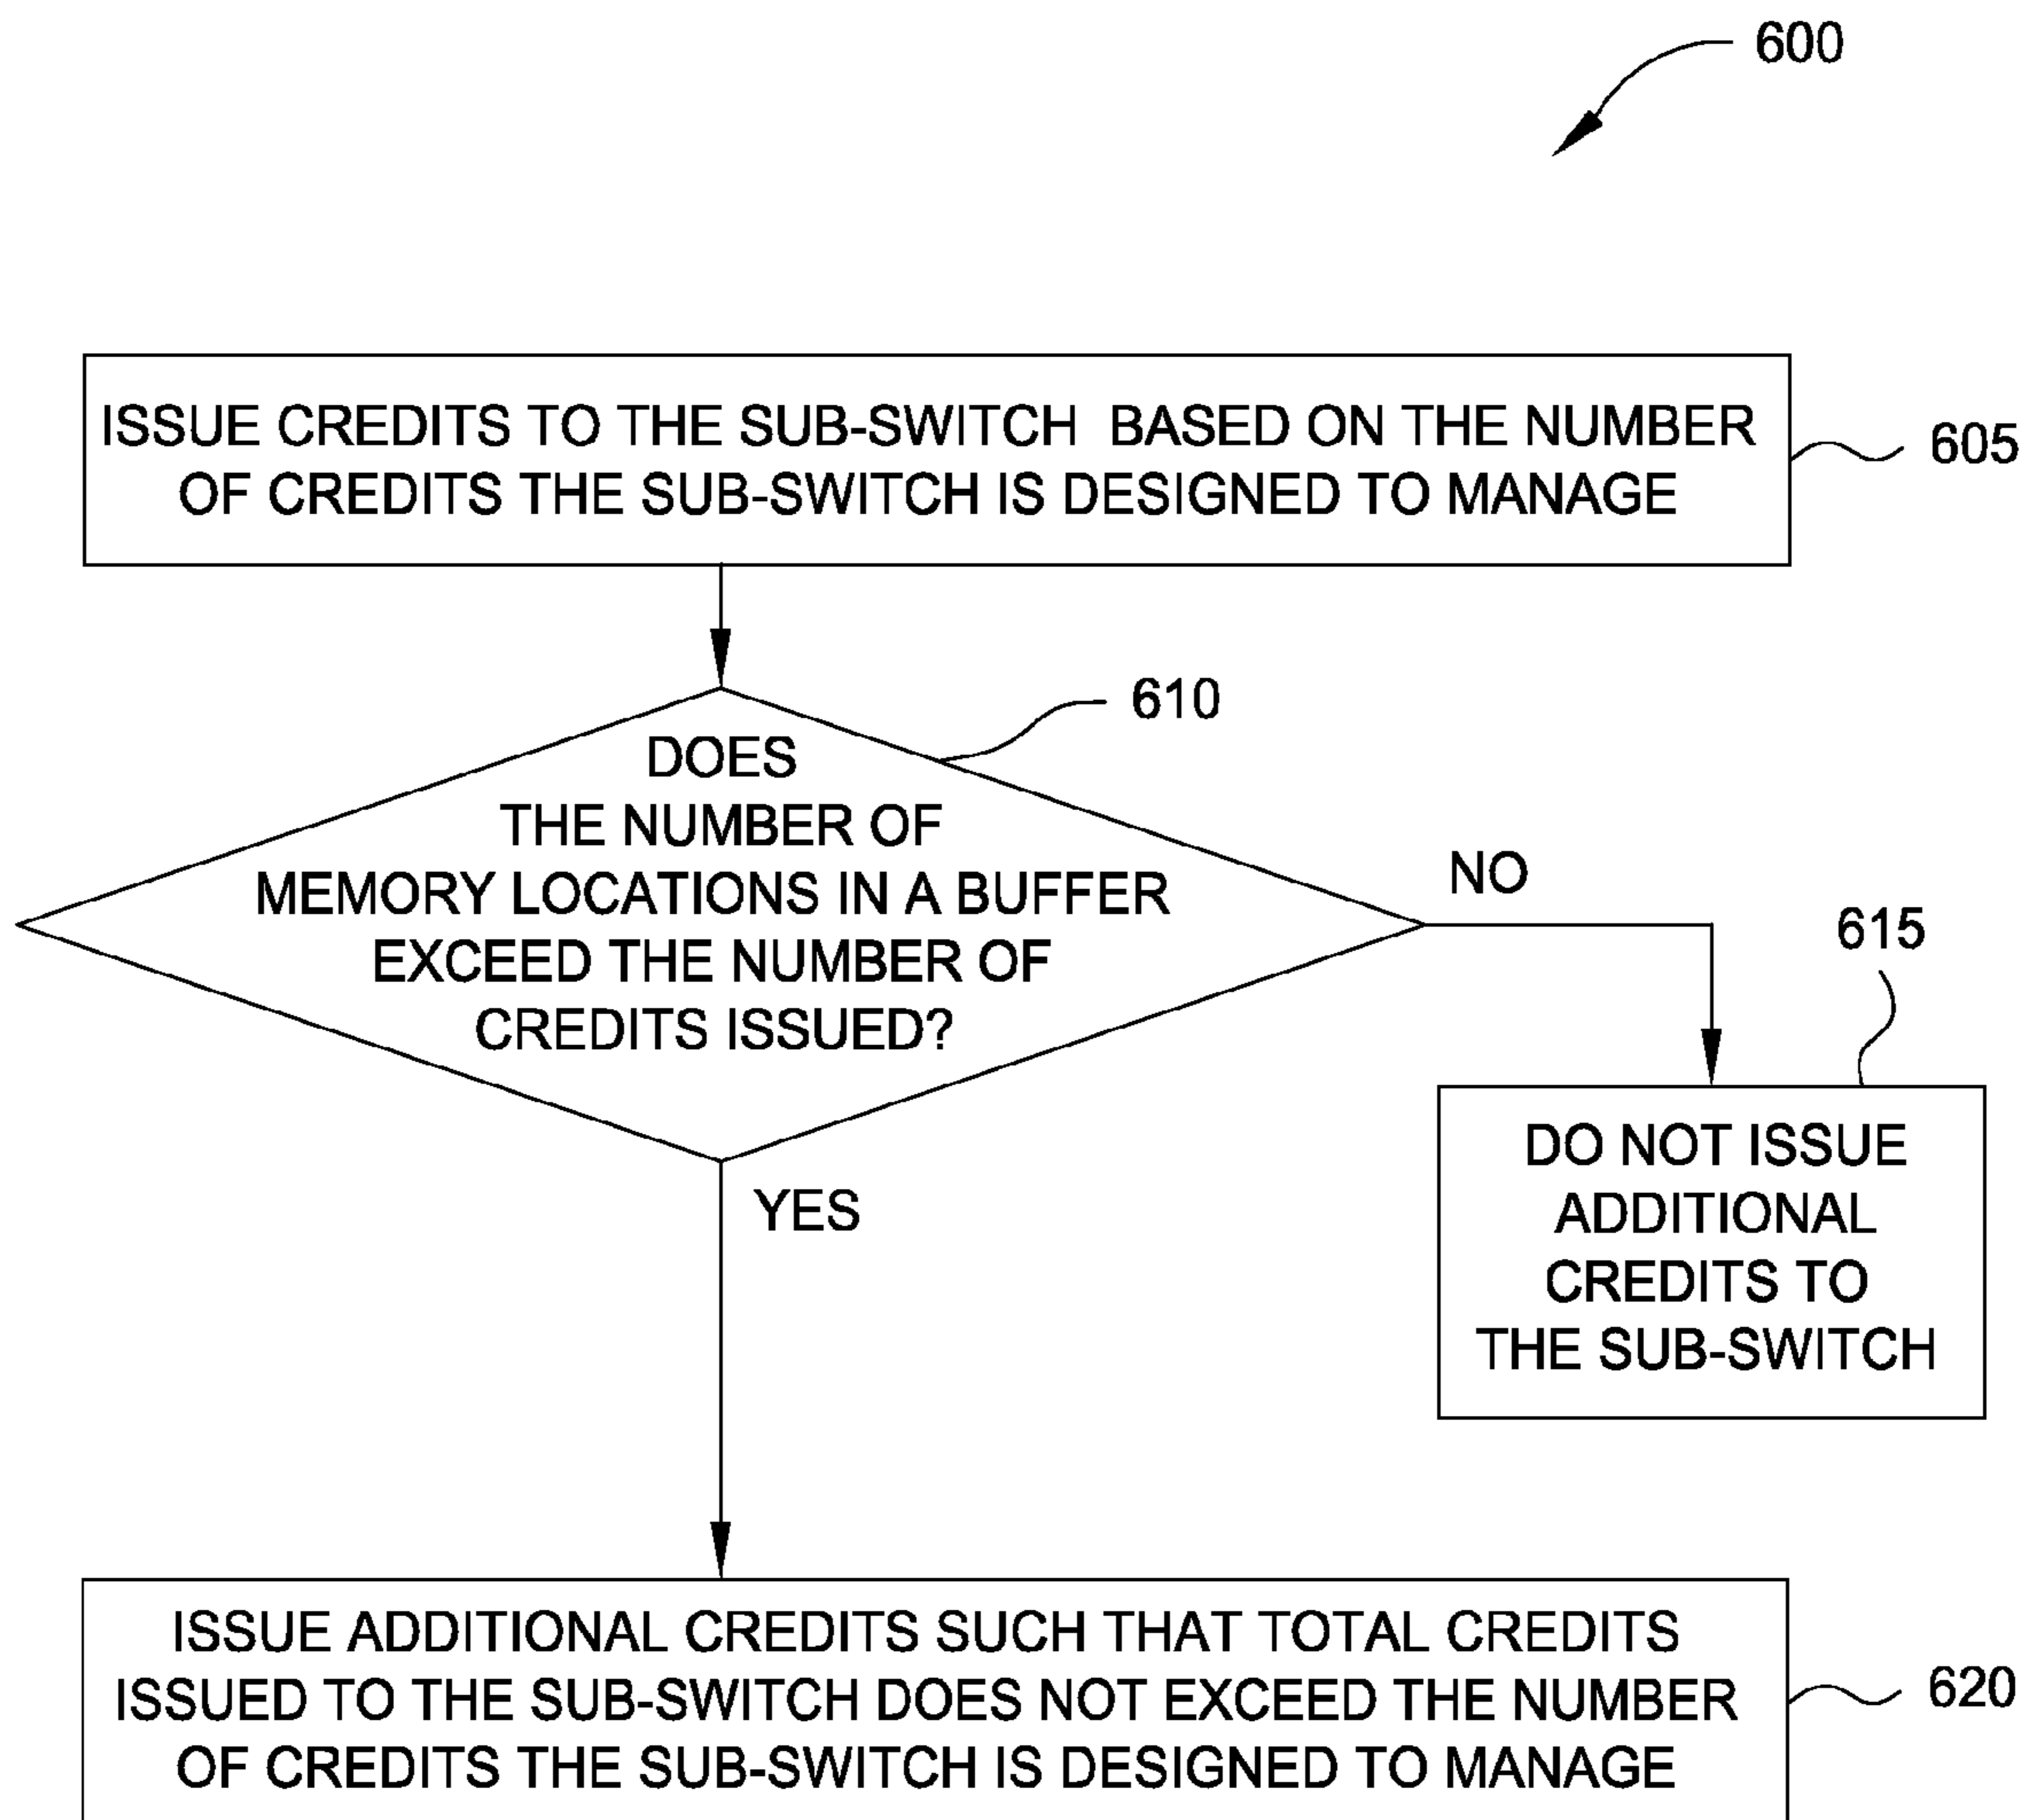 600
ISSUE CREDITS TO THE SUB-SWITCH BASED ON THE NUMBER
OF CREDITS THE SUB-SWITCH IS DESIGNED TO MANAGE
605
610
DOES
THE NUMBER OF
MEMORY LOCATIONS IN A BUFFER
EXCEED THE NUMBER OF
CREDITS ISSUED?
NO
615
DO NOT ISSUE
ADDITIONAL
CREDITS TO
THE SUB-SWITCH
YES
ISSUE ADDITIONAL CREDITS SUCH THAT TOTAL CREDITS
ISSUED TO THE SUB-SWITCH DOES NOT EXCEED THE NUMBER
OF CREDITS THE SUB-SWITCH IS DESIGNED TO MANAGE
620